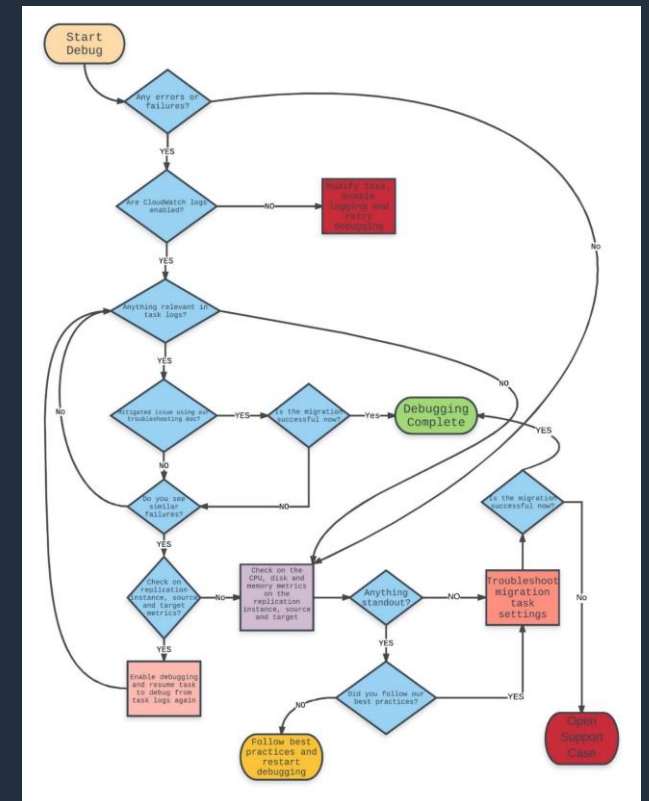 Start
Debug
Any errors or
failures?
YES
Are CloudWatch logs
enabled?
NO
Modify task,
enable
logging and
retry
debugging
No
YES
Anything relevant in
task logs?
YES
NO
No
Mitigated issue using our
troubleshooting doc?
YES
Is the migration
successful now?
Yes
Debugging
Complete
YES
NO
Do you see
similar
failures?
NO
Is the migration
successful now?
YES
Check on
replication
instance, source
and target
metrics?
No
Check on the
CPU, disk and
memory metrics
on the
replication
instance, source
and target
Anything
standout?
NO
Troubleshoot
migration
task
settings
No
YES
YES
Enable debugging
and resume task
to debug from
task logs again
Did you follow our
best practices?
YES
NO
Follow best
practices and
restart
debugging
Open
Support
Case